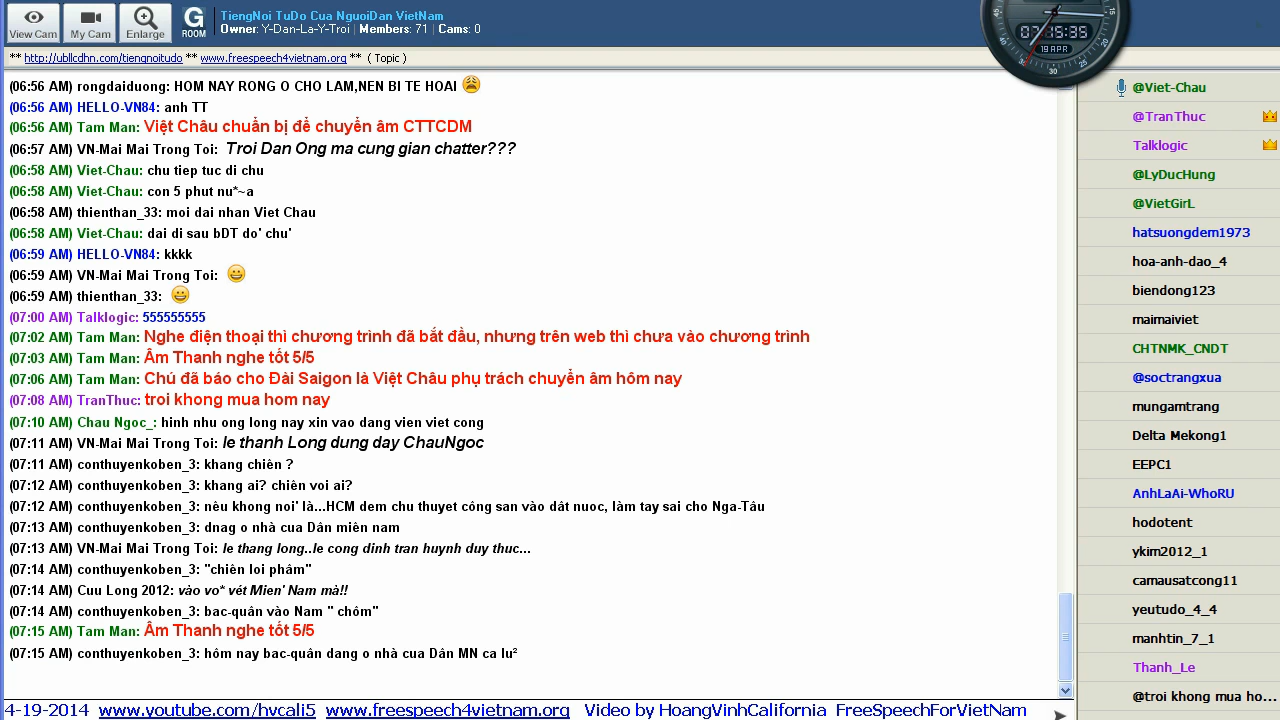 View Cam
My Cam
Enlarge
G ROOM
TiengNoi TuDo Cua NguoiDan VietNam
Owner: Y-Dan-La-Y-Troi | Members: 71 | Cams: 0
** http://ubllcdhn.com/tiengnoitudo ** www.freespeech4vietnam.org ** ( Topic )
45 15 40 20 25 30
07:15:35
19 APR
(06:56 AM) rongdaiduong: HOM NAY RONG O CHO LAM,NEN BI TE HOAI
(06:56 AM) HELLO-VN84: anh TT
(06:56 AM) Tam Man: Việt Châu chuẩn bị để chuyển âm CTTCDM
(06:57 AM) VN-Mai Mai Trong Toi: Troi Dan Ong ma cung gian chatter???
(06:58 AM) Viet-Chau: chu tiep tuc di chu
(06:58 AM) Viet-Chau: con 5 phut nu*~a
(06:58 AM) thienthan_33: moi dai nhan Viet Chau
(06:58 AM) Viet-Chau: dai di sau bDT do' chu'
(06:59 AM) HELLO-VN84: kkkk
(06:59 AM) VN-Mai Mai Trong Toi:
(06:59 AM) thienthan_33:
(07:00 AM) Talklogic: 555555555
(07:02 AM) Tam Man: Nghe điện thoại thì chương trình đã bắt đầu, nhưng trên web thì chưa vào chương trình
(07:03 AM) Tam Man: Âm Thanh nghe tốt 5/5
(07:06 AM) Tam Man: Chú đã báo cho Đài Saigon là Việt Châu phụ trách chuyển âm hôm nay
(07:08 AM) TranThuc: troi khong mua hom nay
(07:10 AM) Chau Ngoc_: hinh nhu ong long nay xin vao dang vien viet cong
(07:11 AM) VN-Mai Mai Trong Toi: le thanh Long dung day ChauNgoc
(07:11 AM) conthuyenkoben_3: khang chiên ?
(07:12 AM) conthuyenkoben_3: khang ai? chiên voi ai?
(07:12 AM) conthuyenkoben_3: nêu khong noi' là...HCM dem chu thuyet công san vào dât nuoc, làm tay sai cho Nga-Tâu
(07:13 AM) conthuyenkoben_3: dnag o nhà cua Dân miên nam
(07:13 AM) VN-Mai Mai Trong Toi: le thang long..le cong dinh tran huynh duy thuc...
(07:14 AM) conthuyenkoben_3: "chiên loi phâm"
(07:14 AM) Cuu Long 2012: vào vo* vét Mien' Nam mà!!
(07:14 AM) conthuyenkoben_3: bac-quân vào Nam " chôm"
(07:15 AM) Tam Man: Âm Thanh nghe tốt 5/5
(07:15 AM) conthuyenkoben_3: hôm nay bac-quân dang o nhà cua Dân MN ca lu²
@Viet-Chau
@TranThuc
Talklogic
@LyDucHung
@VietGirL
hatsuongdem1973
hoa-anh-dao_4
biendong123
maimaiviet
CHTNMK_CNDT
@soctrangxua
mungamtrang
Delta Mekong1
EEPC1
AnhLaAi-WhoRU
hodotent
ykim2012_1
camausatcong11
yeutudo_4_4
manhtin_7_1
Thanh_Le
@troi khong mua ho...
4-19-2014 www.youtube.com/hvcali5 www.freespeech4vietnam.org Video by HoangVinhCalifornia FreeSpeechForVietNam